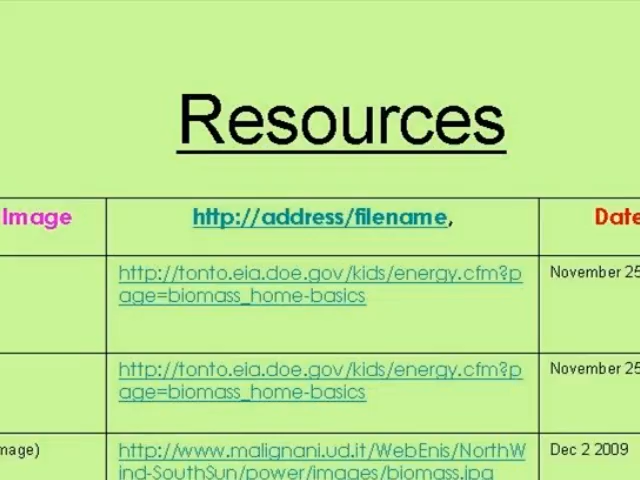 Resources
Image
http://address/filename,
Date
http://tonto.eia.doe.gov/kids/energy.cfm?p
age=biomass_home-basics
November 25
http://tonto.eia.doe.gov/kids/energy.cfm?p
age=biomass_home-basics
November 25
mage)
http://www.malignani.ud.it/WebEnis/NorthW
ind-SouthSun/power/images/biomass.jpg
Dec 2 2009